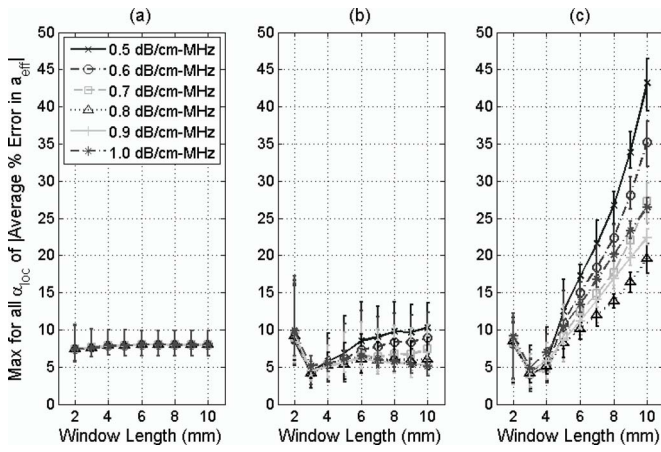 (a) (b) (c)
Max for all α_loc of |Average % Error in a_eff|
50 50 50
45 45 45
40 40 40
35 35 35
30 30 30
25 25 25
20 20 20
15 15 15
10 10 10
5 5 5
0 0 0
0.5 dB/cm-MHz
0.6 dB/cm-MHz
0.7 dB/cm-MHz
0.8 dB/cm-MHz
0.9 dB/cm-MHz
1.0 dB/cm-MHz
2 4 6 8 10 2 4 6 8 10 2 4 6 8 10
Window Length (mm) Window Length (mm) Window Length (mm)